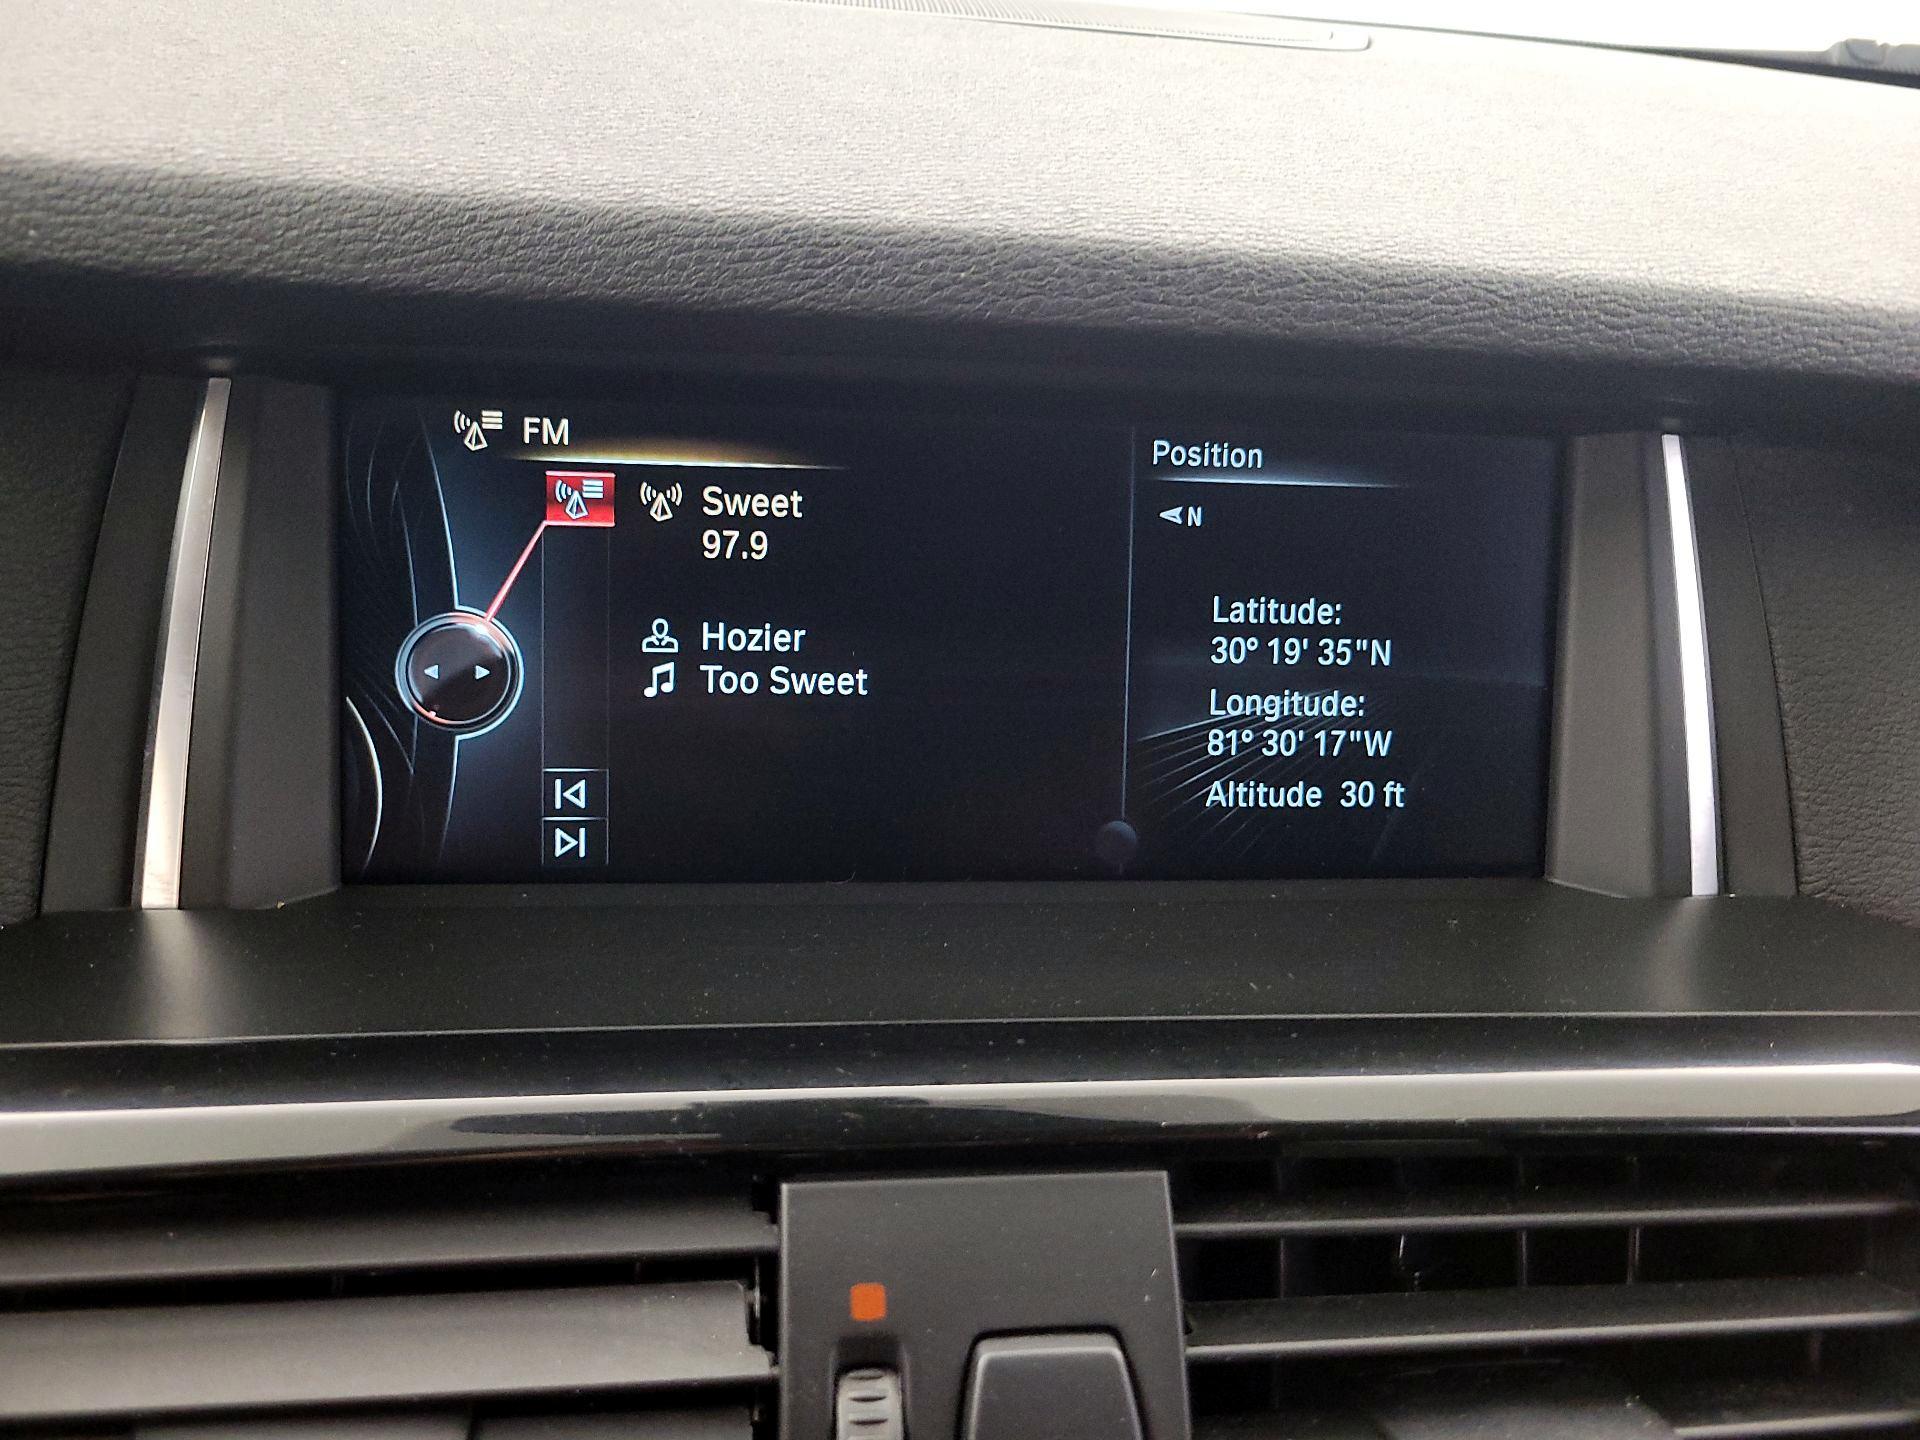 FM
Sweet
97.9
Hozier
Too Sweet
Position
N
Latitude:
30° 19' 35"N
Longitude:
81° 30' 17"W
Altitude 30 ft